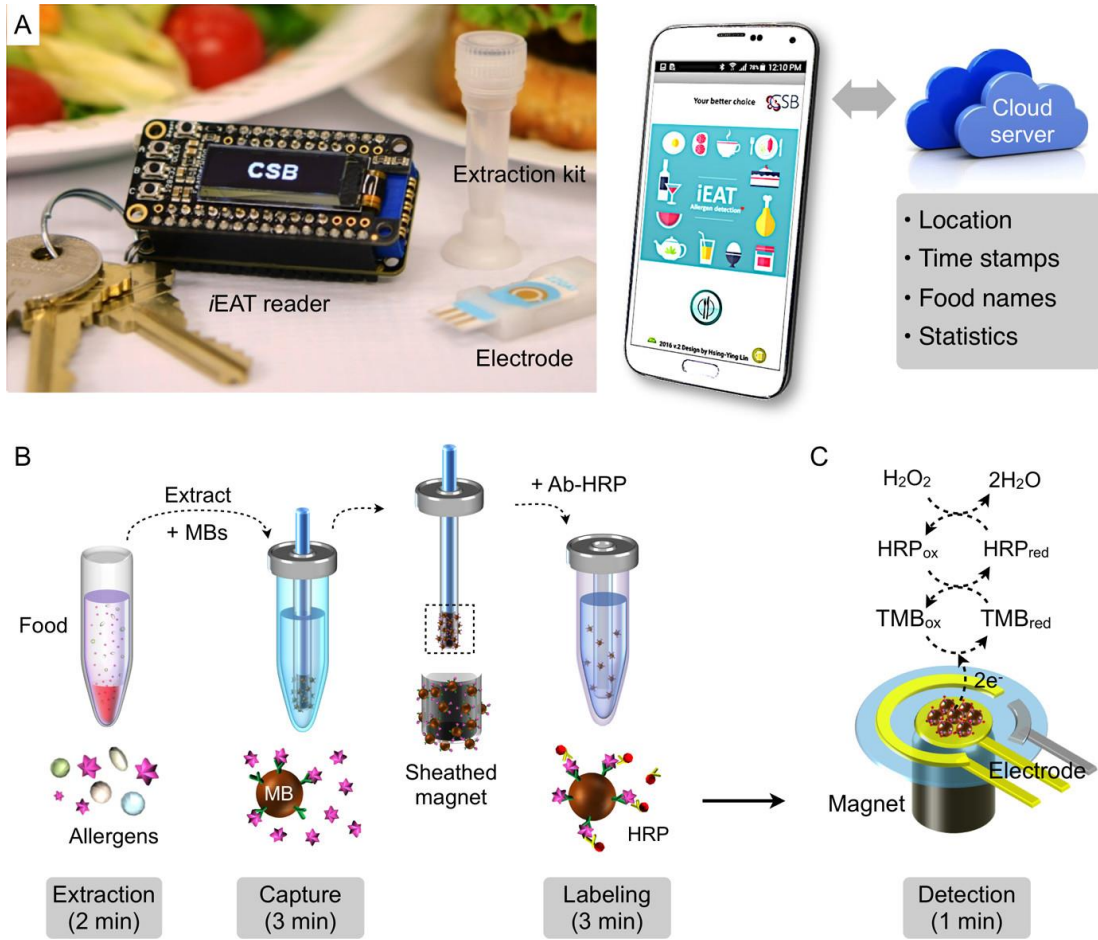 A
CSB
Extraction kit
iEAT reader
Electrode
12:10 PM
Your better choice
CSB
iEAT
Allergen detection
2016 v.2 Design by Hsing-Ying Lin
Cloud
server
• Location
• Time stamps
• Food names
• Statistics
B
Extract
+ MBs
+ Ab-HRP
Food
MB
Allergens
Sheathed
magnet
HRP
Extraction
(2 min)
Capture
(3 min)
Labeling
(3 min)
C
H₂O₂
2H₂O
HRPox
HRPred
TMBox
TMBred
2e⁻
Electrode
Magnet
Detection
(1 min)